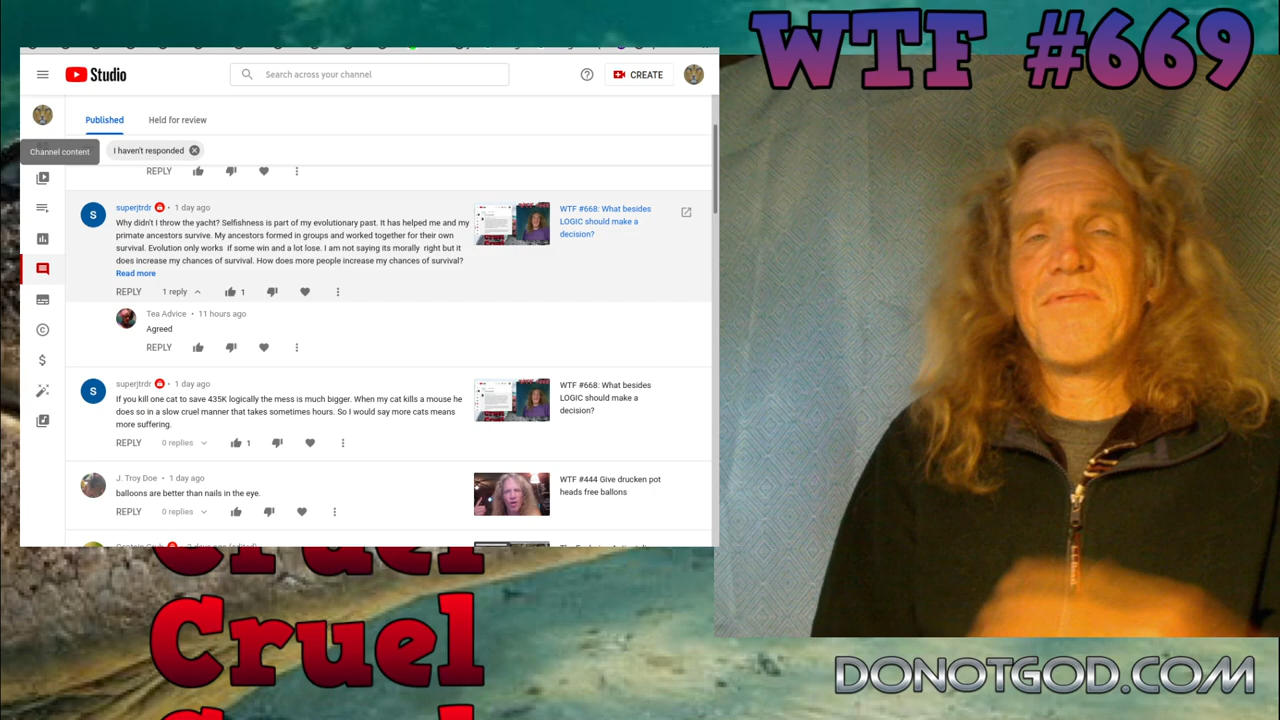 WTF #669
Studio
Search across your channel
CREATE
Published
Held for review
Channel content
I haven't responded
REPLY
superjtrdr • 1 day ago
Why didn't I throw the yacht? Selfishness is part of my evolutionary past. It has helped me and my
primate ancestors survive. My ancestors formed in groups and worked together for their own
survival. Evolution only works if some win and a lot lose. I am not saying its morally right but it
does increase my chances of survival. How does more people increase my chances of survival?
Read more
REPLY 1 reply 1
WTF #668: What besides
LOGIC should make a
decision?
Tea Advice • 11 hours ago
Agreed
REPLY
superjtrdr • 1 day ago
If you kill one cat to save 435K logically the mess is much bigger. When my cat kills a mouse he
does so in a slow cruel manner that takes sometimes hours. So I would say more cats means
more suffering.
REPLY 0 replies 1
WTF #668: What besides
LOGIC should make a
decision?
J. Troy Doe • 1 day ago
balloons are better than nails in the eye.
REPLY 0 replies
WTF #444 Give drucken pot
heads free ballons
Cruel
Cruel
DONOTGOD.COM